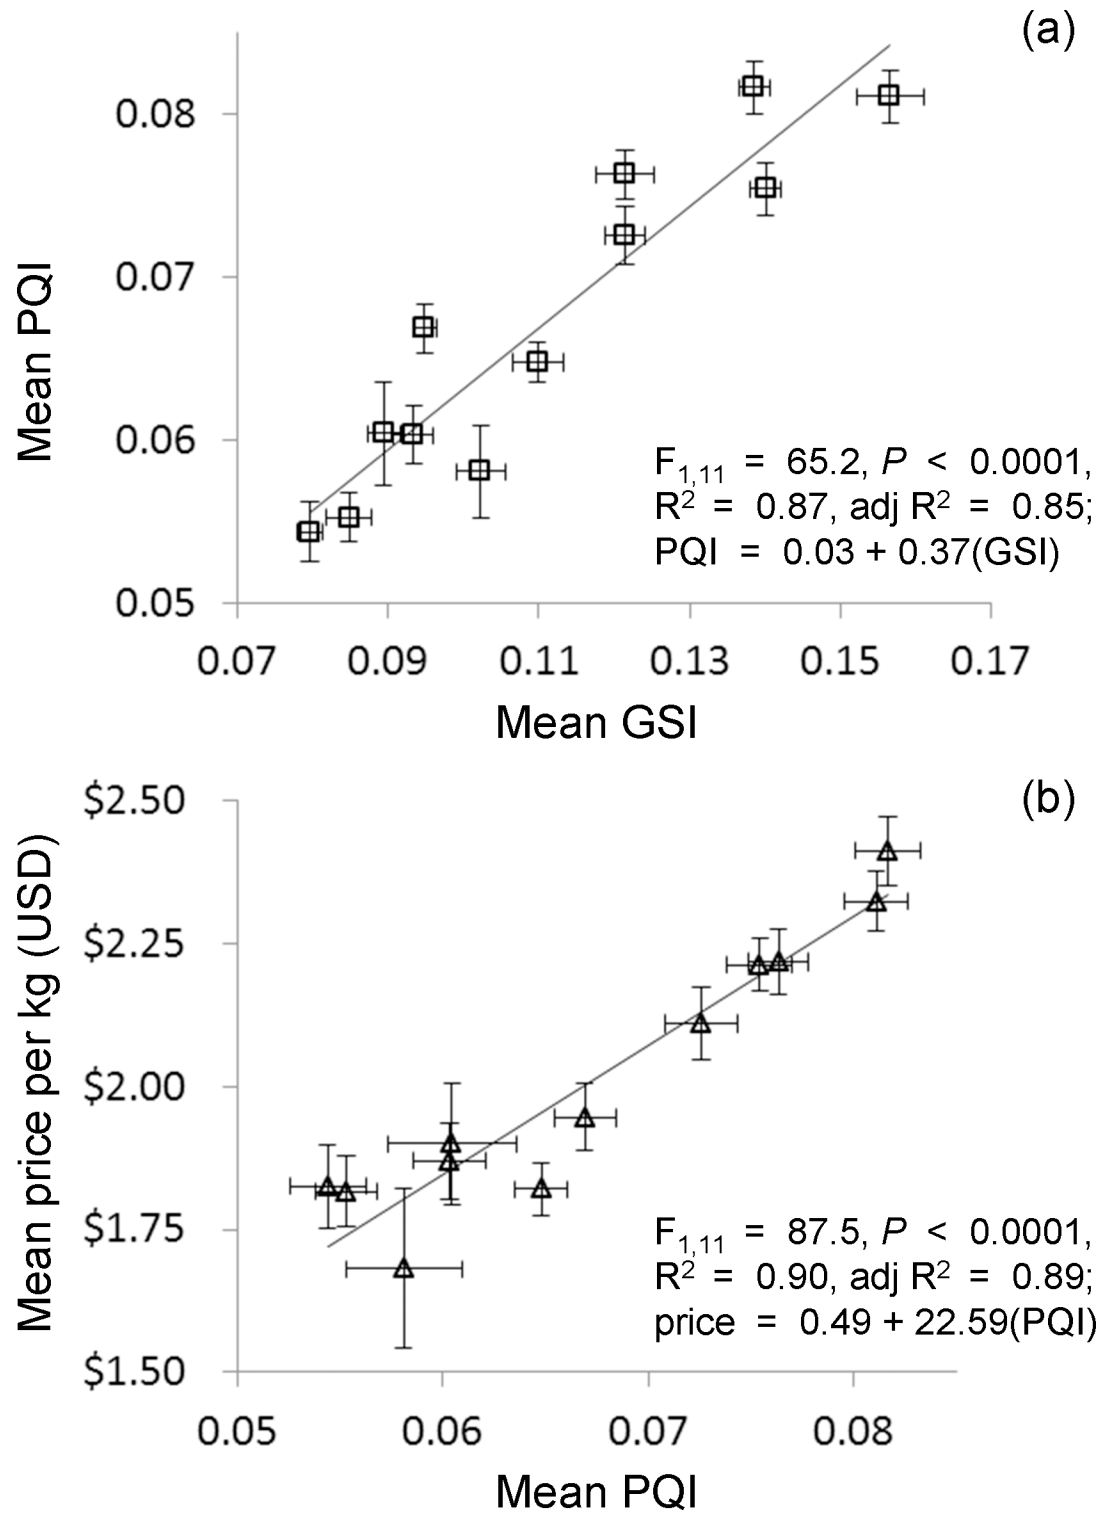 (a)
0.08
0.07
0.06
0.05
Mean PQI
F1,11 = 65.2, P < 0.0001,
R2 = 0.87, adj R2 = 0.85;
PQI = 0.03 + 0.37(GSI)
0.07 0.09 0.11 0.13 0.15 0.17
Mean GSI
(b)
$2.50
$2.25
$2.00
$1.75
$1.50
Mean price per kg (USD)
F1,11 = 87.5, P < 0.0001,
R2 = 0.90, adj R2 = 0.89;
price = 0.49 + 22.59(PQI)
0.05 0.06 0.07 0.08
Mean PQI